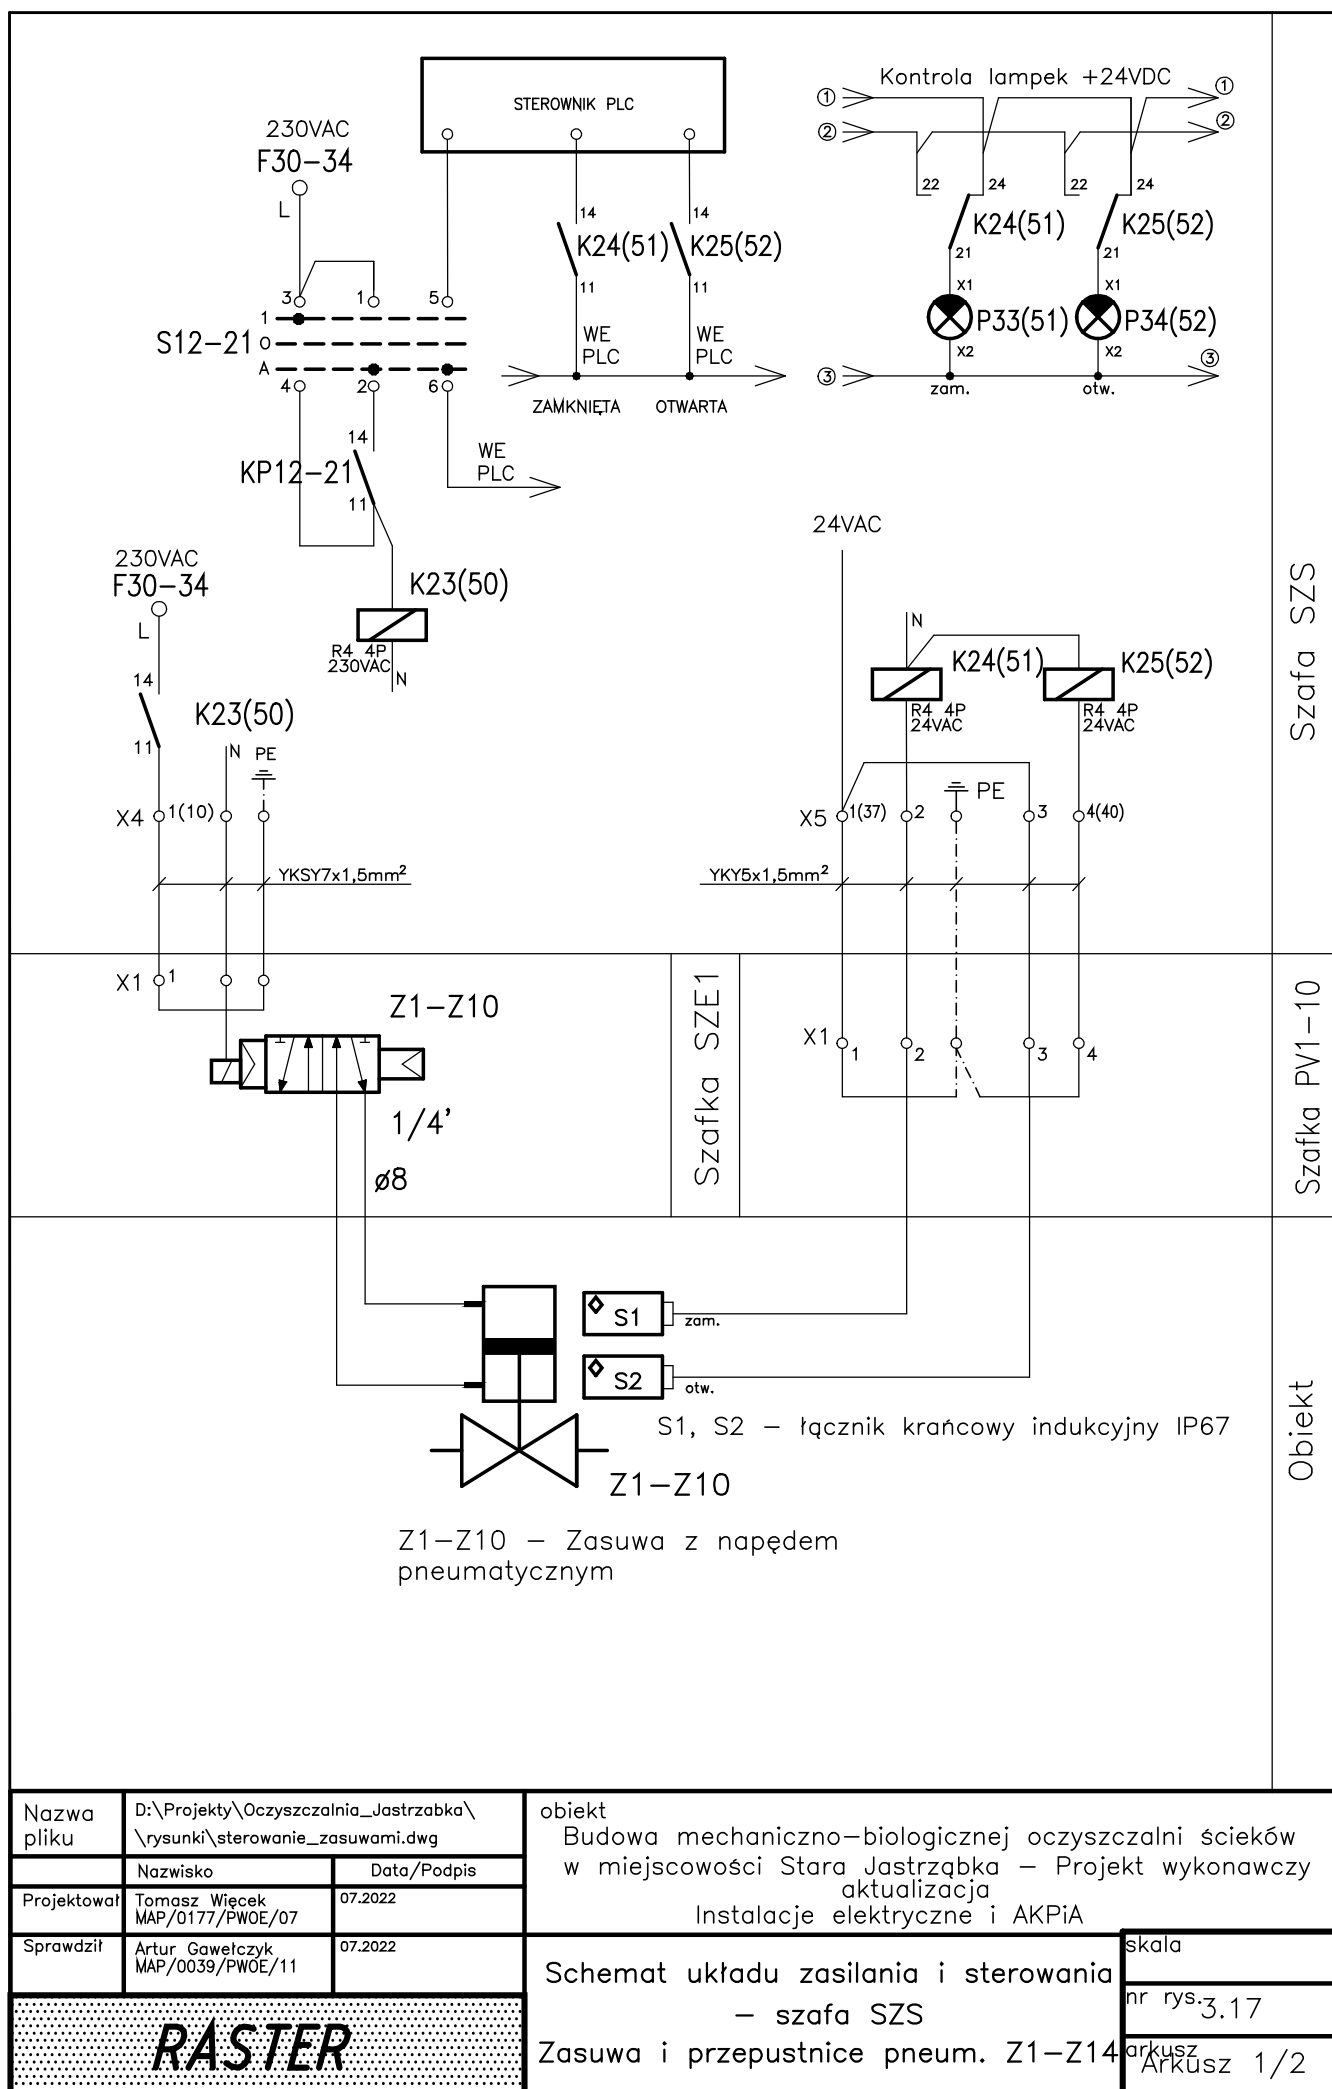 Kontrola lampek +24VDC
STEROWNIK PLC
1
1
2
2
230VAC
F30-34
L
22
24
22
24
14
14
K24(51)
K25(52)
K24(51)
K25(52)
21
21
11
11
X1
X1
3
1
5
1
S12-21
0
A
WE
PLC
WE
PLC
P33(51)
P34(52)
X2
X2
3
3
4
2
6
zam.
otw.
ZAMKNIĘTA
OTWARTA
14
KP12-21
11
WE
PLC
24VAC
230VAC
F30-34
L
K23(50)
R4 4P
230VAC
N
N
K24(51)
K25(52)
R4 4P
24VAC
R4 4P
24VAC
Szafa SZS
14
K23(50)
11
N
PE
PE
X4
1(10)
X5
1(37)
2
3
4(40)
YKSY7x1,5mm²
YKY5x1,5mm²
X1
1
Z1-Z10
Szafka SZE1
X1
1
2
3
4
Szafka PV1-10
1/4'
ø8
S1
zam.
S2
otw.
S1, S2 - łącznik krańcowy indukcyjny IP67
Z1-Z10
Obiekt
Z1-Z10 - Zasuwa z napędem
pneumatycznym
Nazwa
pliku
D:\Projekty\Oczyszczalnia_Jastrzabka\
\rysunki\sterowanie_zasuwami.dwg
Nazwisko
Data/Podpis
Projektował
Tomasz Więcek
MAP/0177/PWOE/07
07.2022
Sprawdził
Artur Gawełczyk
MAP/0039/PWOE/11
07.2022
RASTER
obiekt
Budowa mechaniczno-biologicznej oczyszczalni ścieków
w miejscowości Stara Jastrząbka - Projekt wykonawczy
aktualizacja
Instalacje elektryczne i AKPiA
Schemat układu zasilania i sterowania
- szafa SZS
Zasuwa i przepustnice pneum. Z1-Z14
skala
nr rys.
3.17
arkusz
Arkusz 1/2